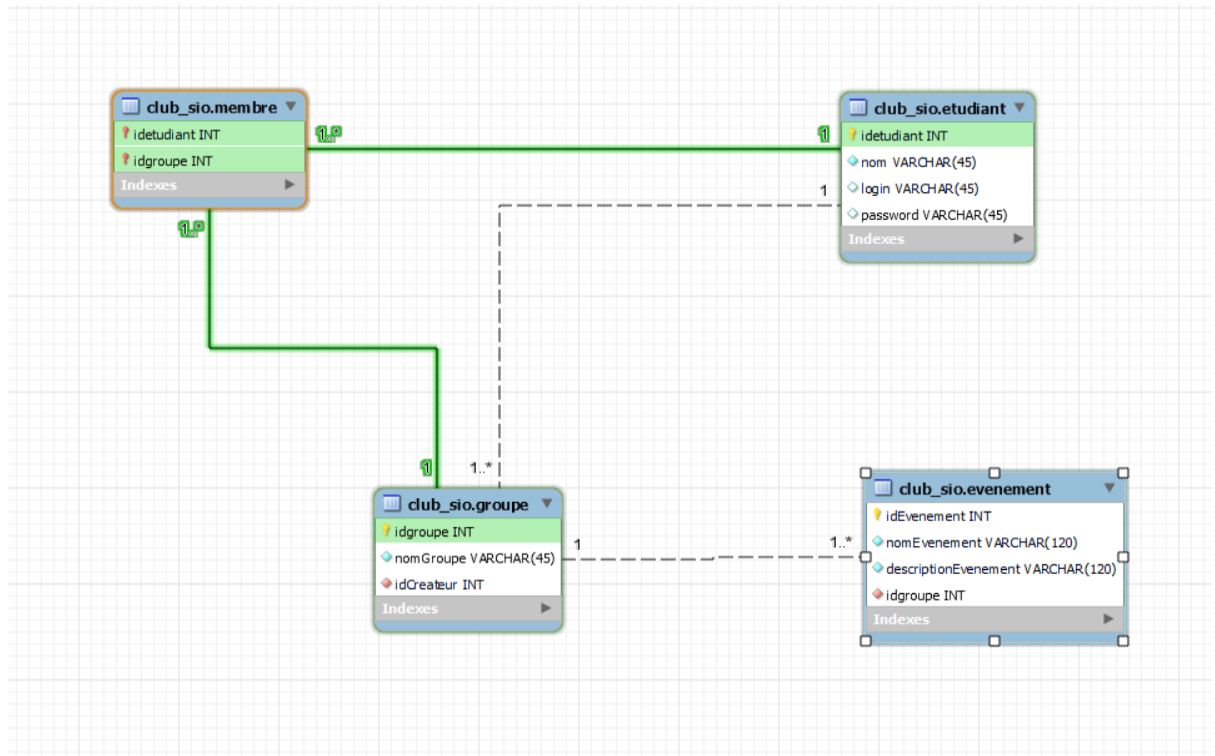 club_sio.membre
idetudiant INT
idgroupe INT
Indexes
1..*
1
1..*
club_sio.etudiant
idetudiant INT
nom VARCHAR(45)
login VARCHAR(45)
password VARCHAR(45)
Indexes
1
1
1..*
club_sio.groupe
idgroupe INT
nomGroupe VARCHAR(45)
idCreateur INT
Indexes
1
1..*
club_sio.evenement
idEvenement INT
nomEvenement VARCHAR(120)
descriptionEvenement VARCHAR(120)
idgroupe INT
Indexes